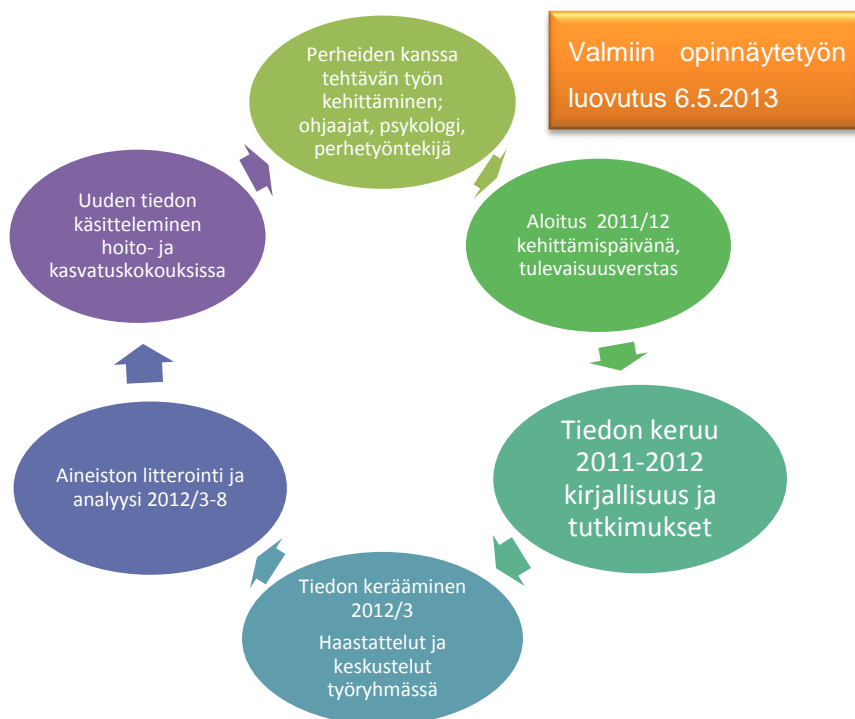 Perheiden kanssa
tehtävän työn
kehittäminen;
ohjaajat, psykologi,
perhetyöntekijä
Valmiin opinnäytetyön
luovutus 6.5.2013
Aloitus 2011/12
kehittämispäivänä,
tulevaisuusverstas
Tiedon keruu
2011-2012
kirjallisuus ja
tutkimukset
Tiedon kerääminen
2012/3
Haastattelut ja
keskustelut
työryhmässä
Aineiston litterointi ja
analyysi 2012/3-8
Uuden tiedon
käsitteleminen
hoito- ja
kasvatuskokouksissa